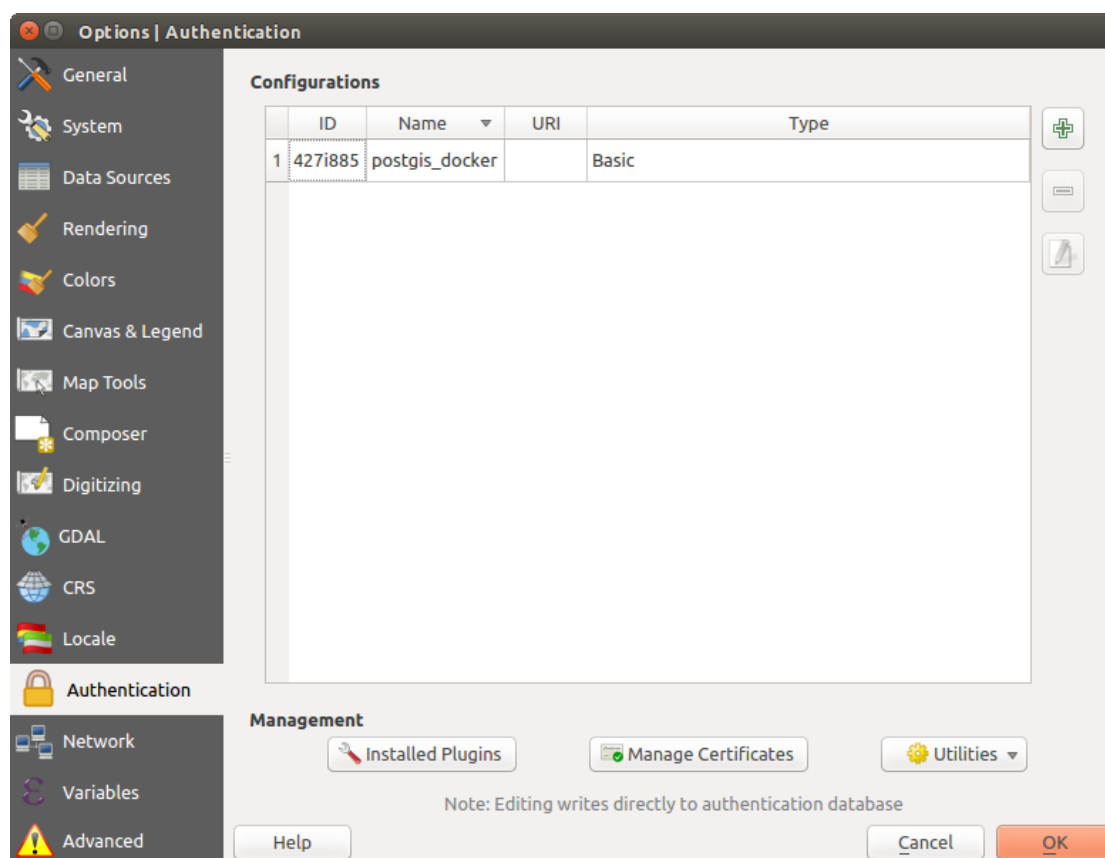 Options | Authentication
General
System
Data Sources
Rendering
Colors
Canvas & Legend
Map Tools
Composer
Digitizing
GDAL
CRS
Locale
Authentication
Network
Variables
Advanced
Configurations
ID Name URI Type
1 427i885 postgis_docker Basic
Management
Installed Plugins Manage Certificates Utilities
Note: Editing writes directly to authentication database
Help Cancel OK